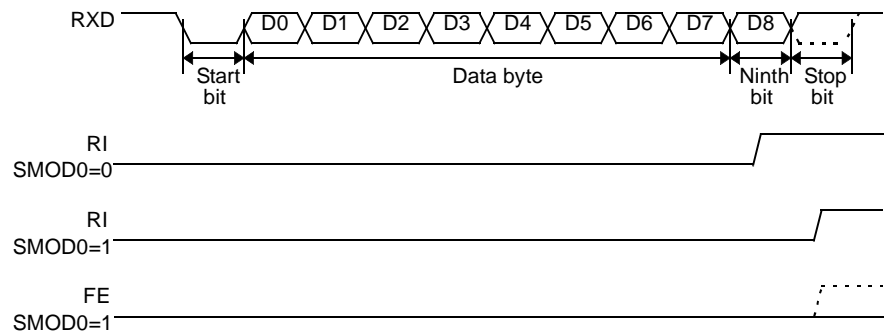 RXD D0 D1 D2 D3 D4 D5 D6 D7 D8
Start bit Data byte Ninth bit Stop bit
RI
SMOD0=0
RI
SMOD0=1
FE
SMOD0=1